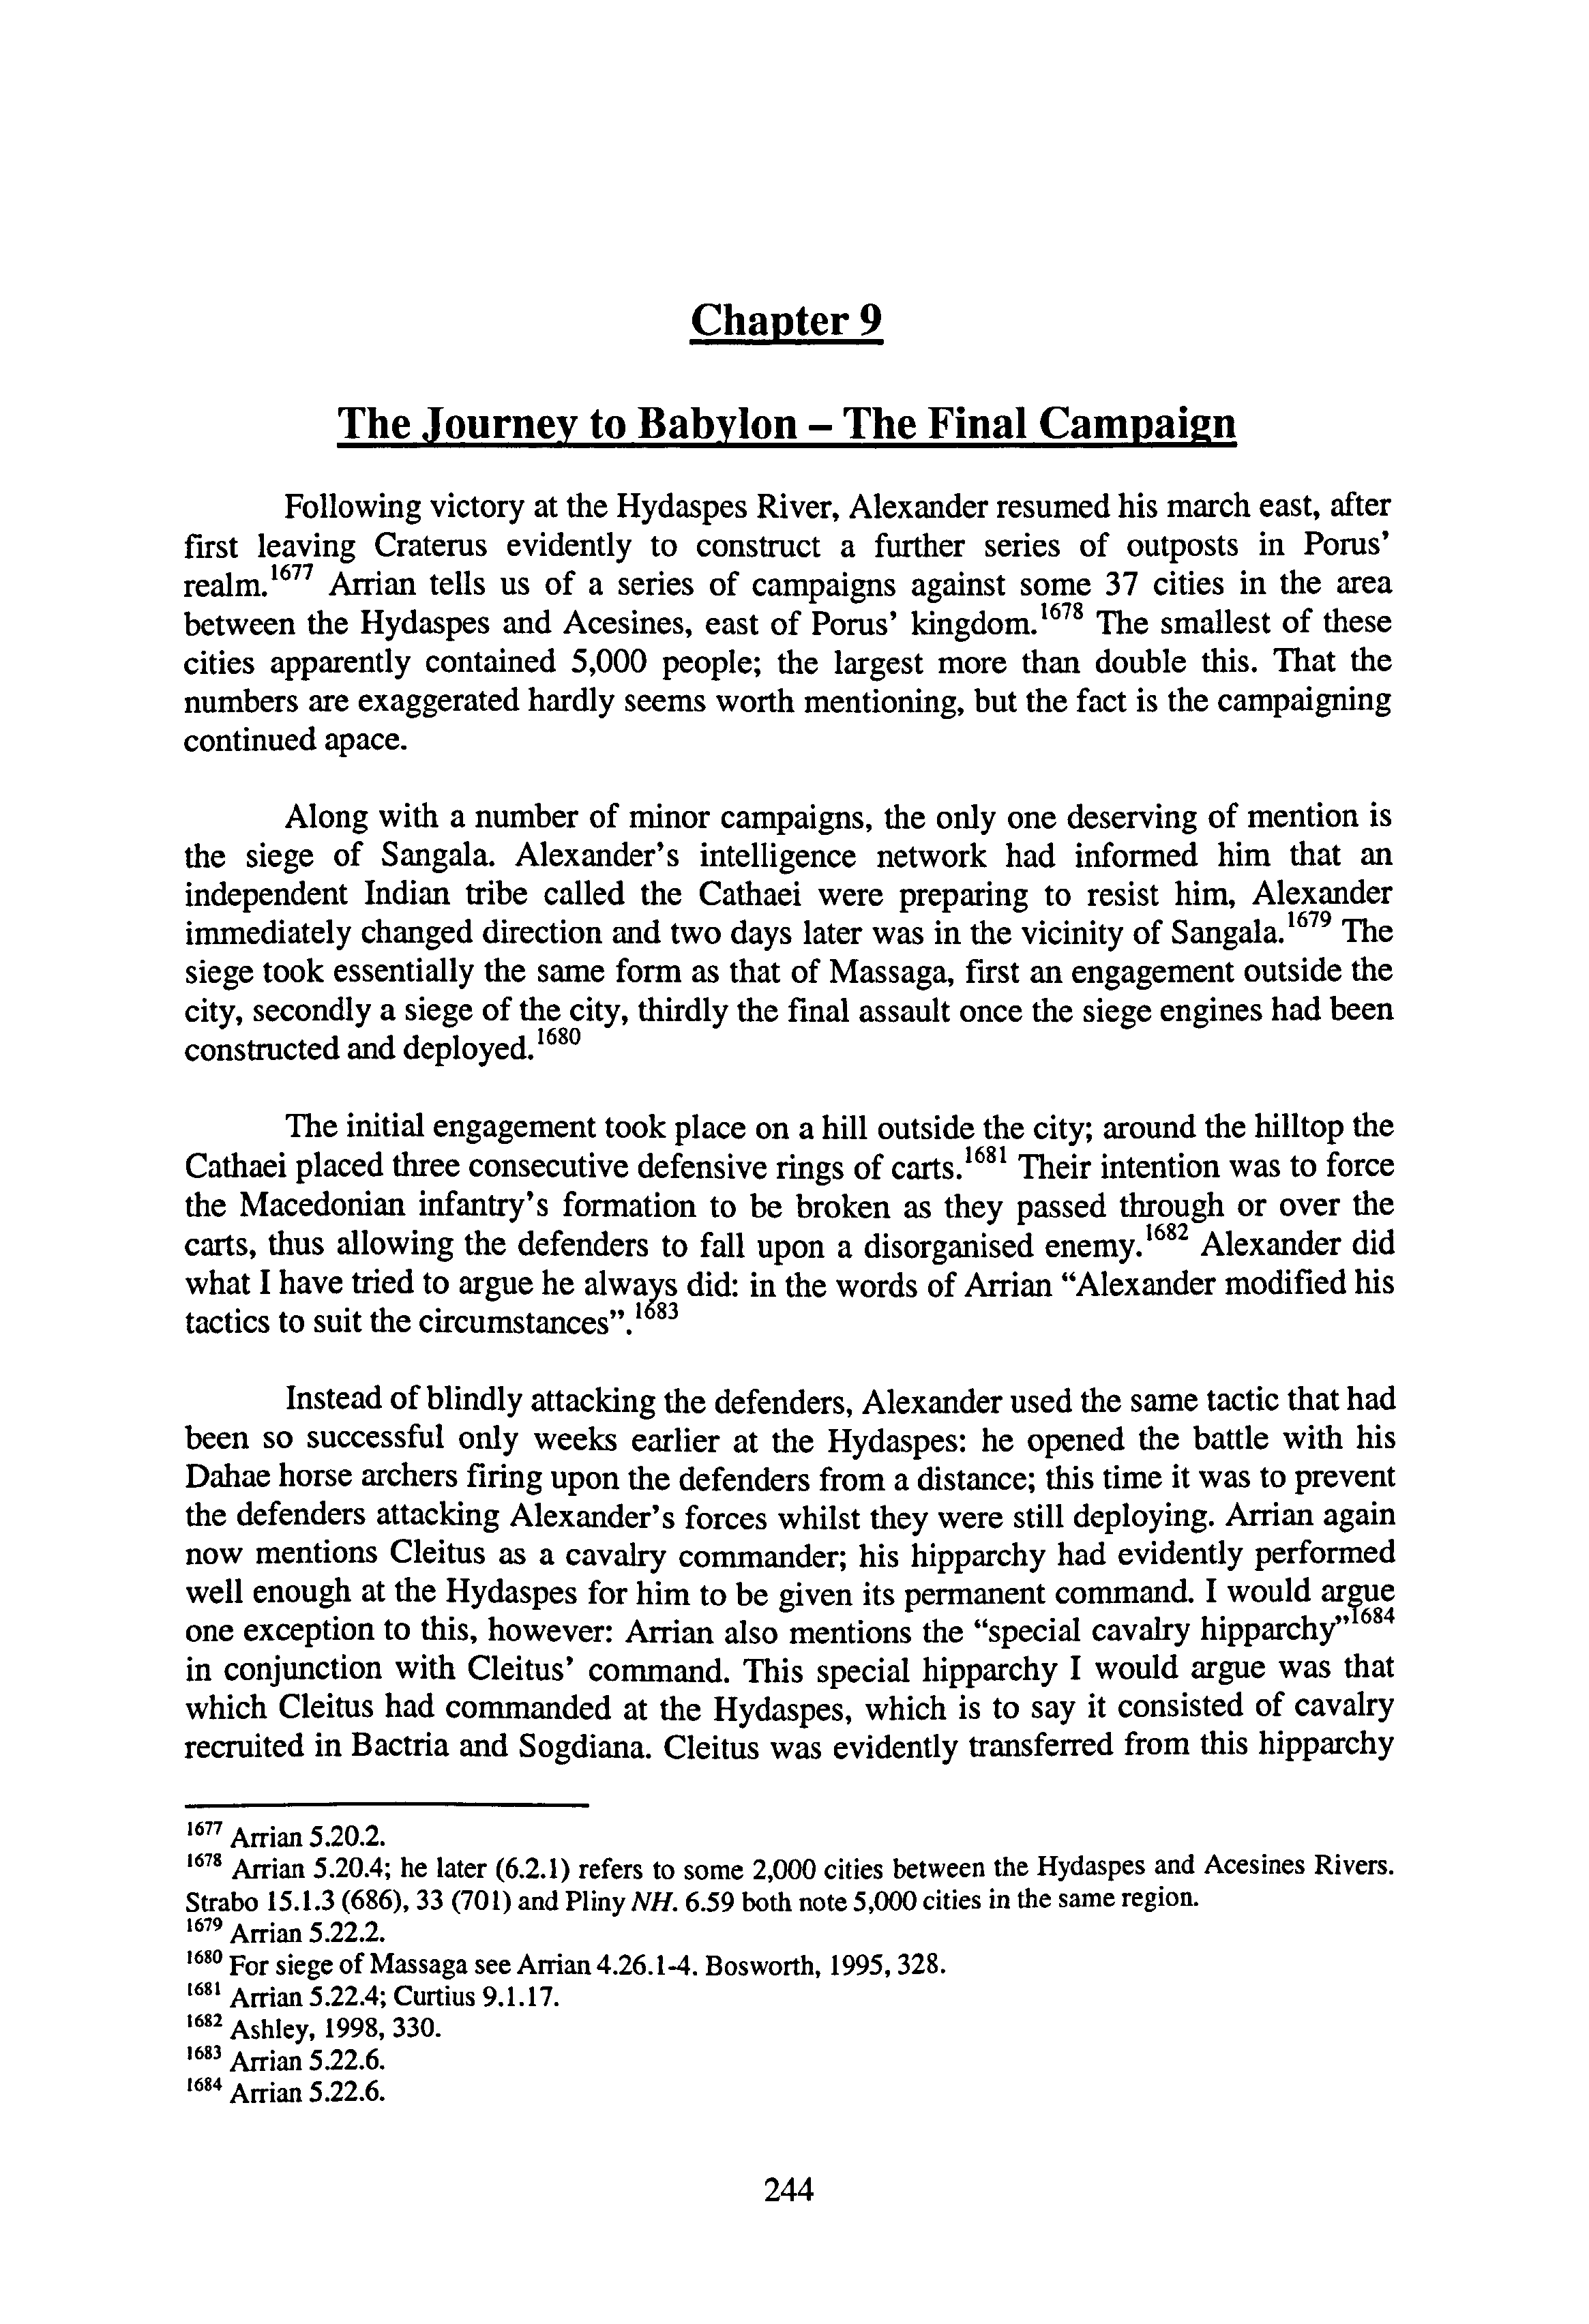 Chapter 9
The Journey to Babylon – The Final Campaign
Following victory at the Hydaspes River, Alexander resumed his march east, after
first leaving Craterus evidently to construct a further series of outposts in Porus’
realm.1677 Arrian tells us of a series of campaigns against some 37 cities in the area
between the Hydaspes and Acesines, east of Porus’ kingdom.1678 The smallest of these
cities apparently contained 5,000 people; the largest more than double this. That the
numbers are exaggerated hardly seems worth mentioning, but the fact is the campaigning
continued apace.
Along with a number of minor campaigns, the only one deserving of mention is
the siege of Sangala. Alexander’s intelligence network had informed him that an
independent Indian tribe called the Cathaei were preparing to resist him, Alexander
immediately changed direction and two days later was in the vicinity of Sangala.1679 The
siege took essentially the same form as that of Massaga, first an engagement outside the
city, secondly a siege of the city, thirdly the final assault once the siege engines had been
constructed and deployed.1680
The initial engagement took place on a hill outside the city; around the hilltop the
Cathaei placed three consecutive defensive rings of carts.1681 Their intention was to force
the Macedonian infantry’s formation to be broken as they passed through or over the
carts, thus allowing the defenders to fall upon a disorganised enemy.1682 Alexander did
what I have tried to argue he always did: in the words of Arrian “Alexander modified his
tactics to suit the circumstances”.1683
Instead of blindly attacking the defenders, Alexander used the same tactic that had
been so successful only weeks earlier at the Hydaspes: he opened the battle with his
Dahae horse archers firing upon the defenders from a distance; this time it was to prevent
the defenders attacking Alexander’s forces whilst they were still deploying. Arrian again
now mentions Cleitus as a cavalry commander; his hipparchy had evidently performed
well enough at the Hydaspes for him to be given its permanent command. I would argue
one exception to this, however: Arrian also mentions the “special cavalry hipparchy”1684
in conjunction with Cleitus’ command. This special hipparchy I would argue was that
which Cleitus had commanded at the Hydaspes, which is to say it consisted of cavalry
recruited in Bactria and Sogdiana. Cleitus was evidently transferred from this hipparchy
1677 Arrian 5.20.2.
1678 Arrian 5.20.4; he later (6.2.1) refers to some 2,000 cities between the Hydaspes and Acesines Rivers.
Strabo 15.1.3 (686), 33 (701) and Pliny NH. 6.59 both note 5,000 cities in the same region.
1679 Arrian 5.22.2.
1680 For siege of Massaga see Arrian 4.26.1-4. Bosworth, 1995, 328.
1681 Arrian 5.22.4; Curtius 9.1.17.
1682 Ashley, 1998, 330.
1683 Arrian 5.22.6.
1684 Arrian 5.22.6.
244